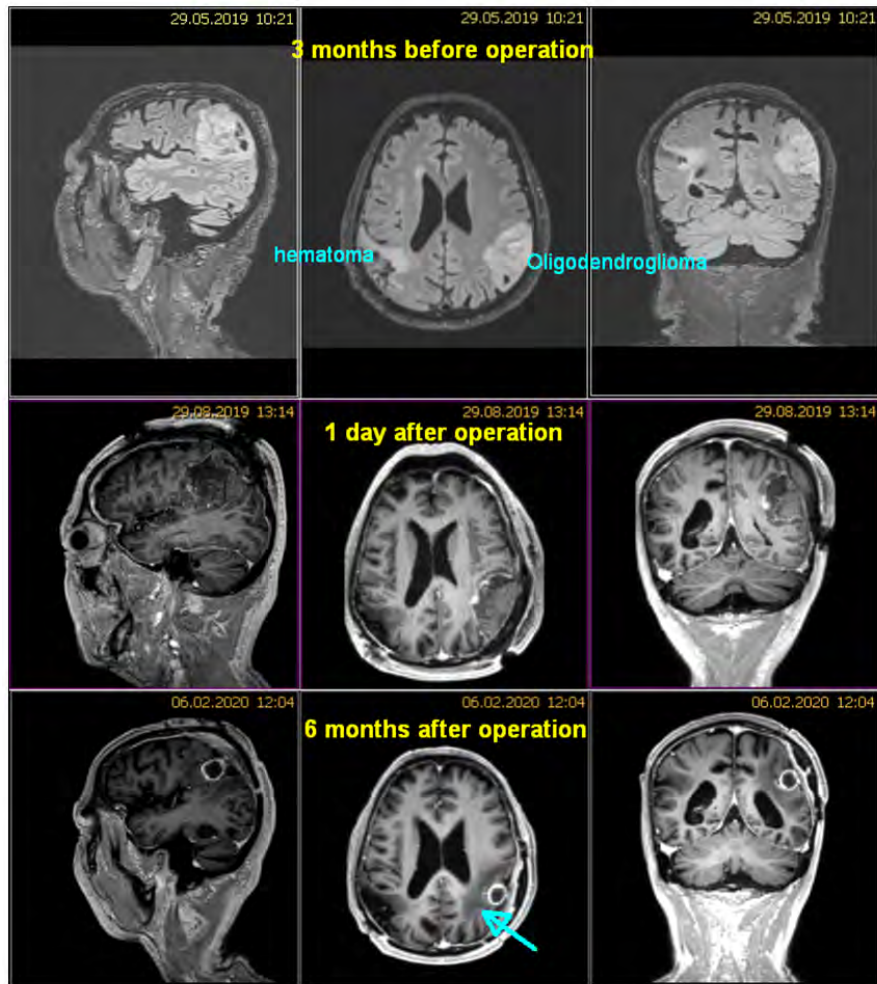 29.05.2019 10:21
29.05.2019 10:21
29.05.2019 10:21
3 months before operation
hematoma
Oligodendroglioma
29.08.2019 13:14
29.08.2019 13:14
29.08.2019 13:14
1 day after operation
06.02.2020 12:04
06.02.2020 12:04
06.02.2020 12:04
6 months after operation